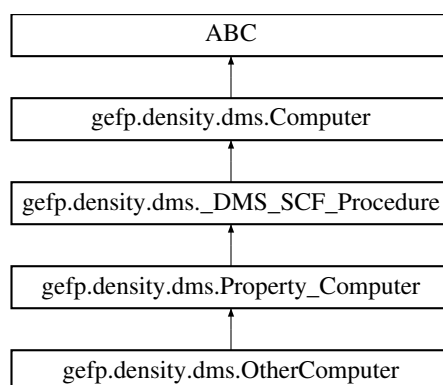 ABC
gefp.density.dms.Computer
gefp.density.dms._DMS_SCF_Procedure
gefp.density.dms.Property_Computer
gefp.density.dms.OtherComputer